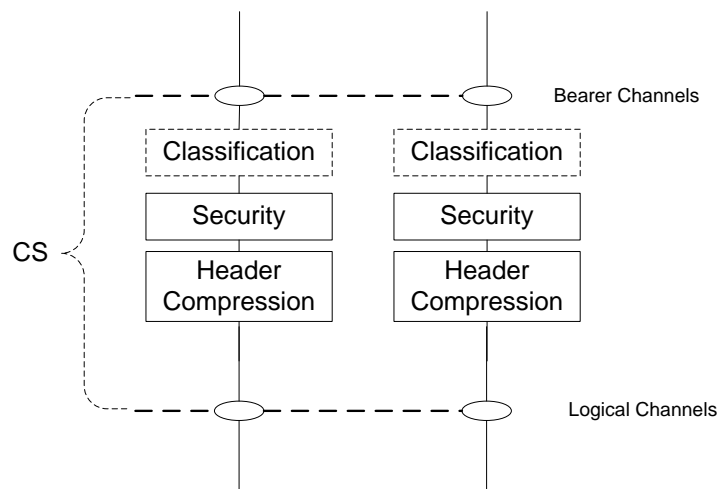 Bearer Channels
Classification
Classification
Security
Security
CS
Header
Compression
Header
Compression
Logical Channels